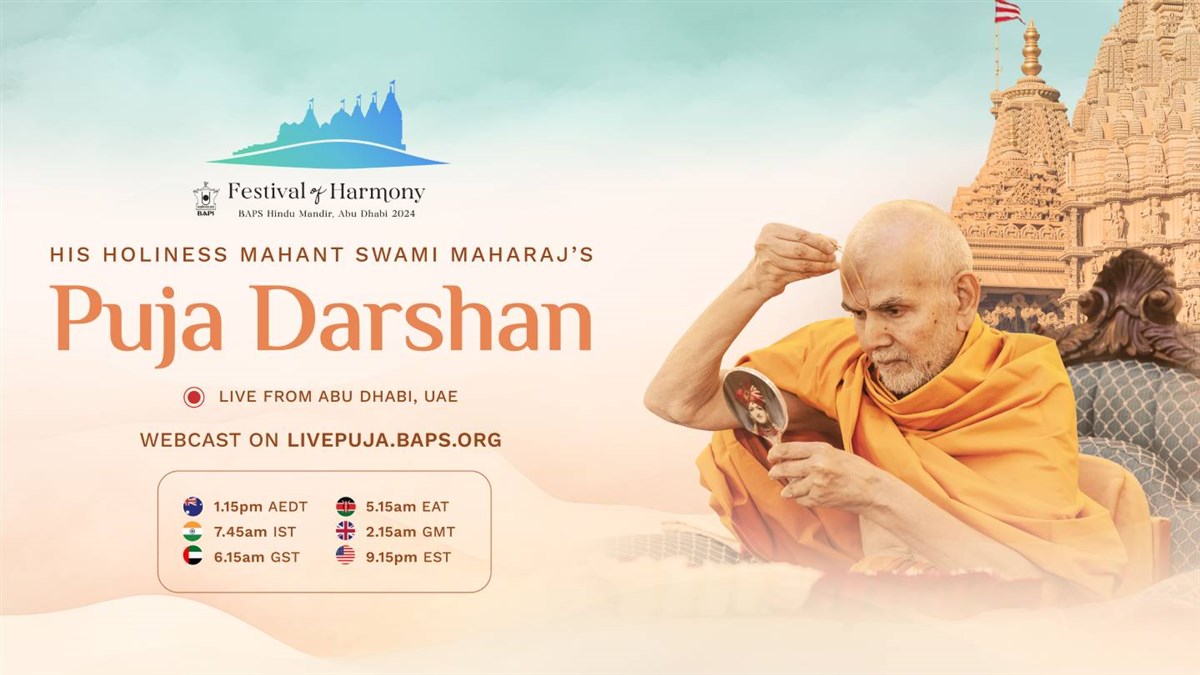 Festival of Harmony
BAPS Hindu Mandir, Abu Dhabi 2024
BAPS
HIS HOLINESS MAHANT SWAMI MAHARAJ'S
Puja Darshan
LIVE FROM ABU DHABI, UAE
WEBCAST ON LIVEPUJA.BAPS.ORG
1.15pm AEDT
7.45am IST
6.15am GST
5.15am EAT
2.15am GMT
9.15pm EST